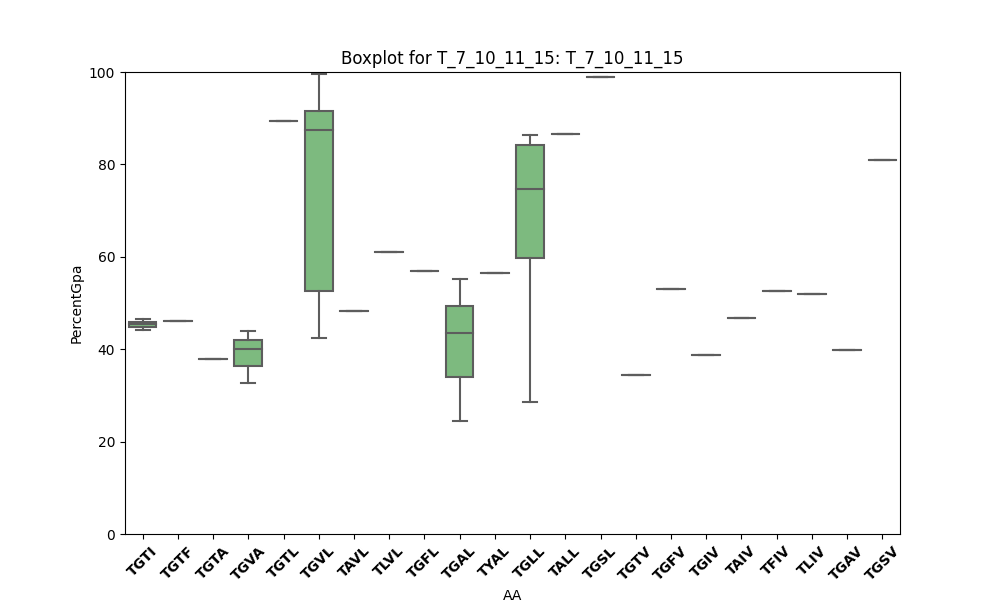 Boxplot for T_7_10_11_15: T_7_10_11_15
100
80
60
40
20
0
PercentGpa
TGTI
TGTF
TGTA
TGVA
TGTL
TGVL
TAVL
TLVL
TGFL
TGAL
TYAL
TGLL
TALL
TGSL
TGTV
TGFV
TGIV
TAIV
TFIV
TLIV
TGAV
TGSV
AA